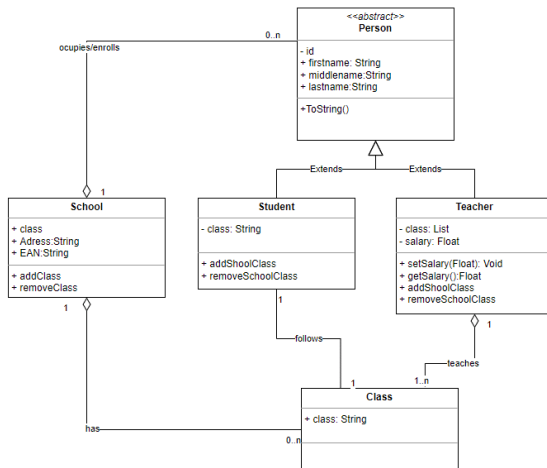 <<abstract>>
Person
- id
+ firstname: String
+ middlename:String
+ lastname:String
+ToString()
0..n
ocupies/enrolls
1
Extends
Extends
School
+ class
+ Adress:String
+ EAN:String
+ addClass
+ removeClass
1
Student
- class: String
+ addShoolClass
+ removeSchoolClass
1
Teacher
- class: List
- salary: Float
+ setSalary(Float): Void
+ getSalary():Float
+ addShoolClass
+ removeSchoolClass
1
follows
teaches
1
1..n
Class
+ class: String
has
0..n